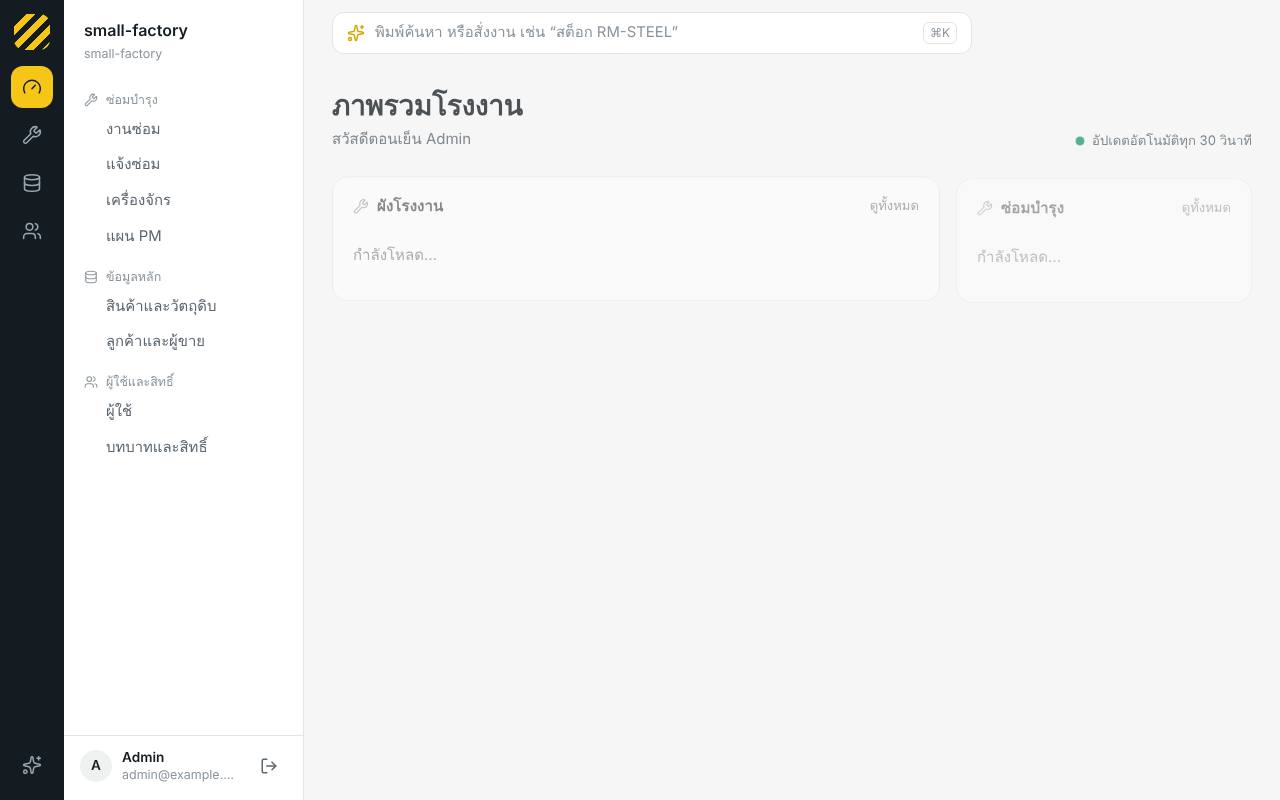 small-factory
small-factory
ซ่อมบำรุง
งานซ่อม
แจ้งซ่อม
เครื่องจักร
แผน PM
ข้อมูลหลัก
สินค้าและวัตถุดิบ
ลูกค้าและผู้ขาย
ผู้ใช้และสิทธิ์
ผู้ใช้
บทบาทและสิทธิ์
A
Admin
admin@example....
พิมพ์ค้นหา หรือสั่งงาน เช่น “สต็อก RM-STEEL”
⌘K
ภาพรวมโรงงาน
สวัสดีตอนเย็น Admin
อัปเดตอัตโนมัติทุก 30 วินาที
ผังโรงงาน
ดูทั้งหมด
กำลังโหลด...
ซ่อมบำรุง
ดูทั้งหมด
กำลังโหลด...